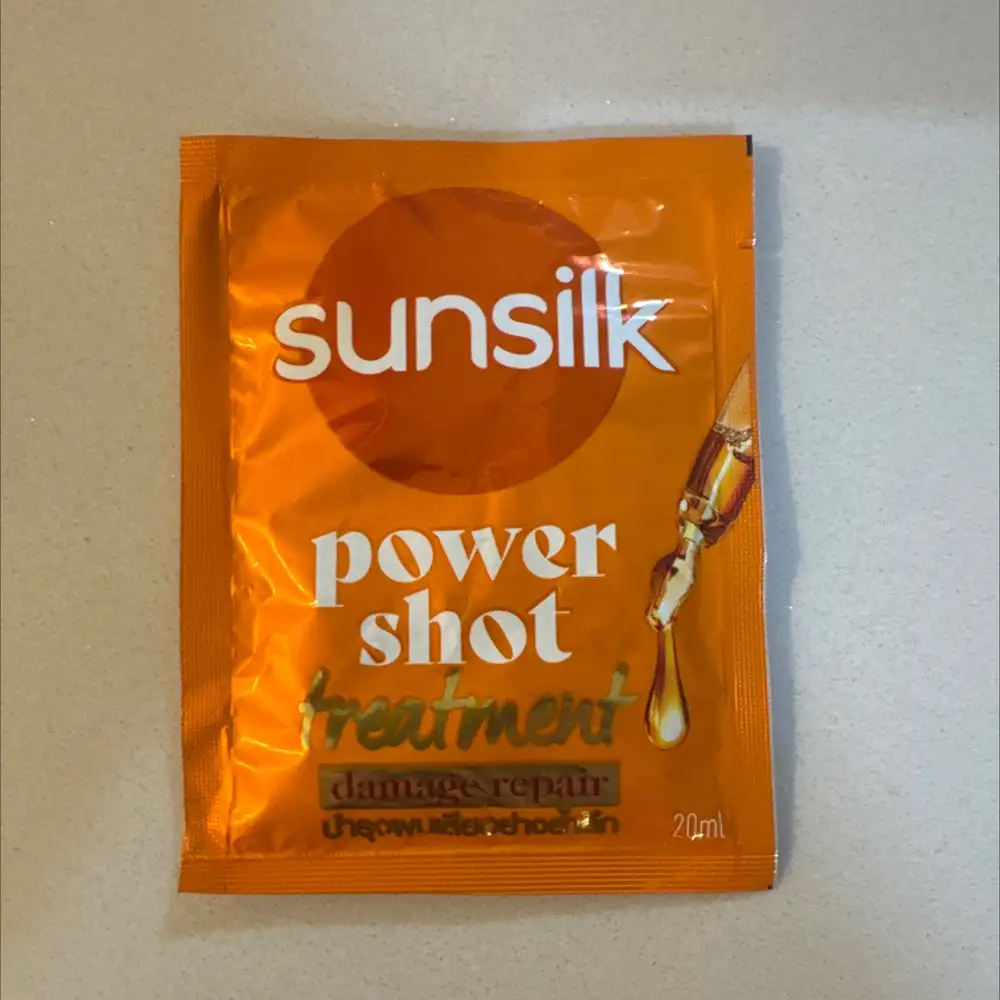 sunsilk
power
shot
treatment
damage repair
บำรุงผมเสียอย่างล้ำลึก
20ml